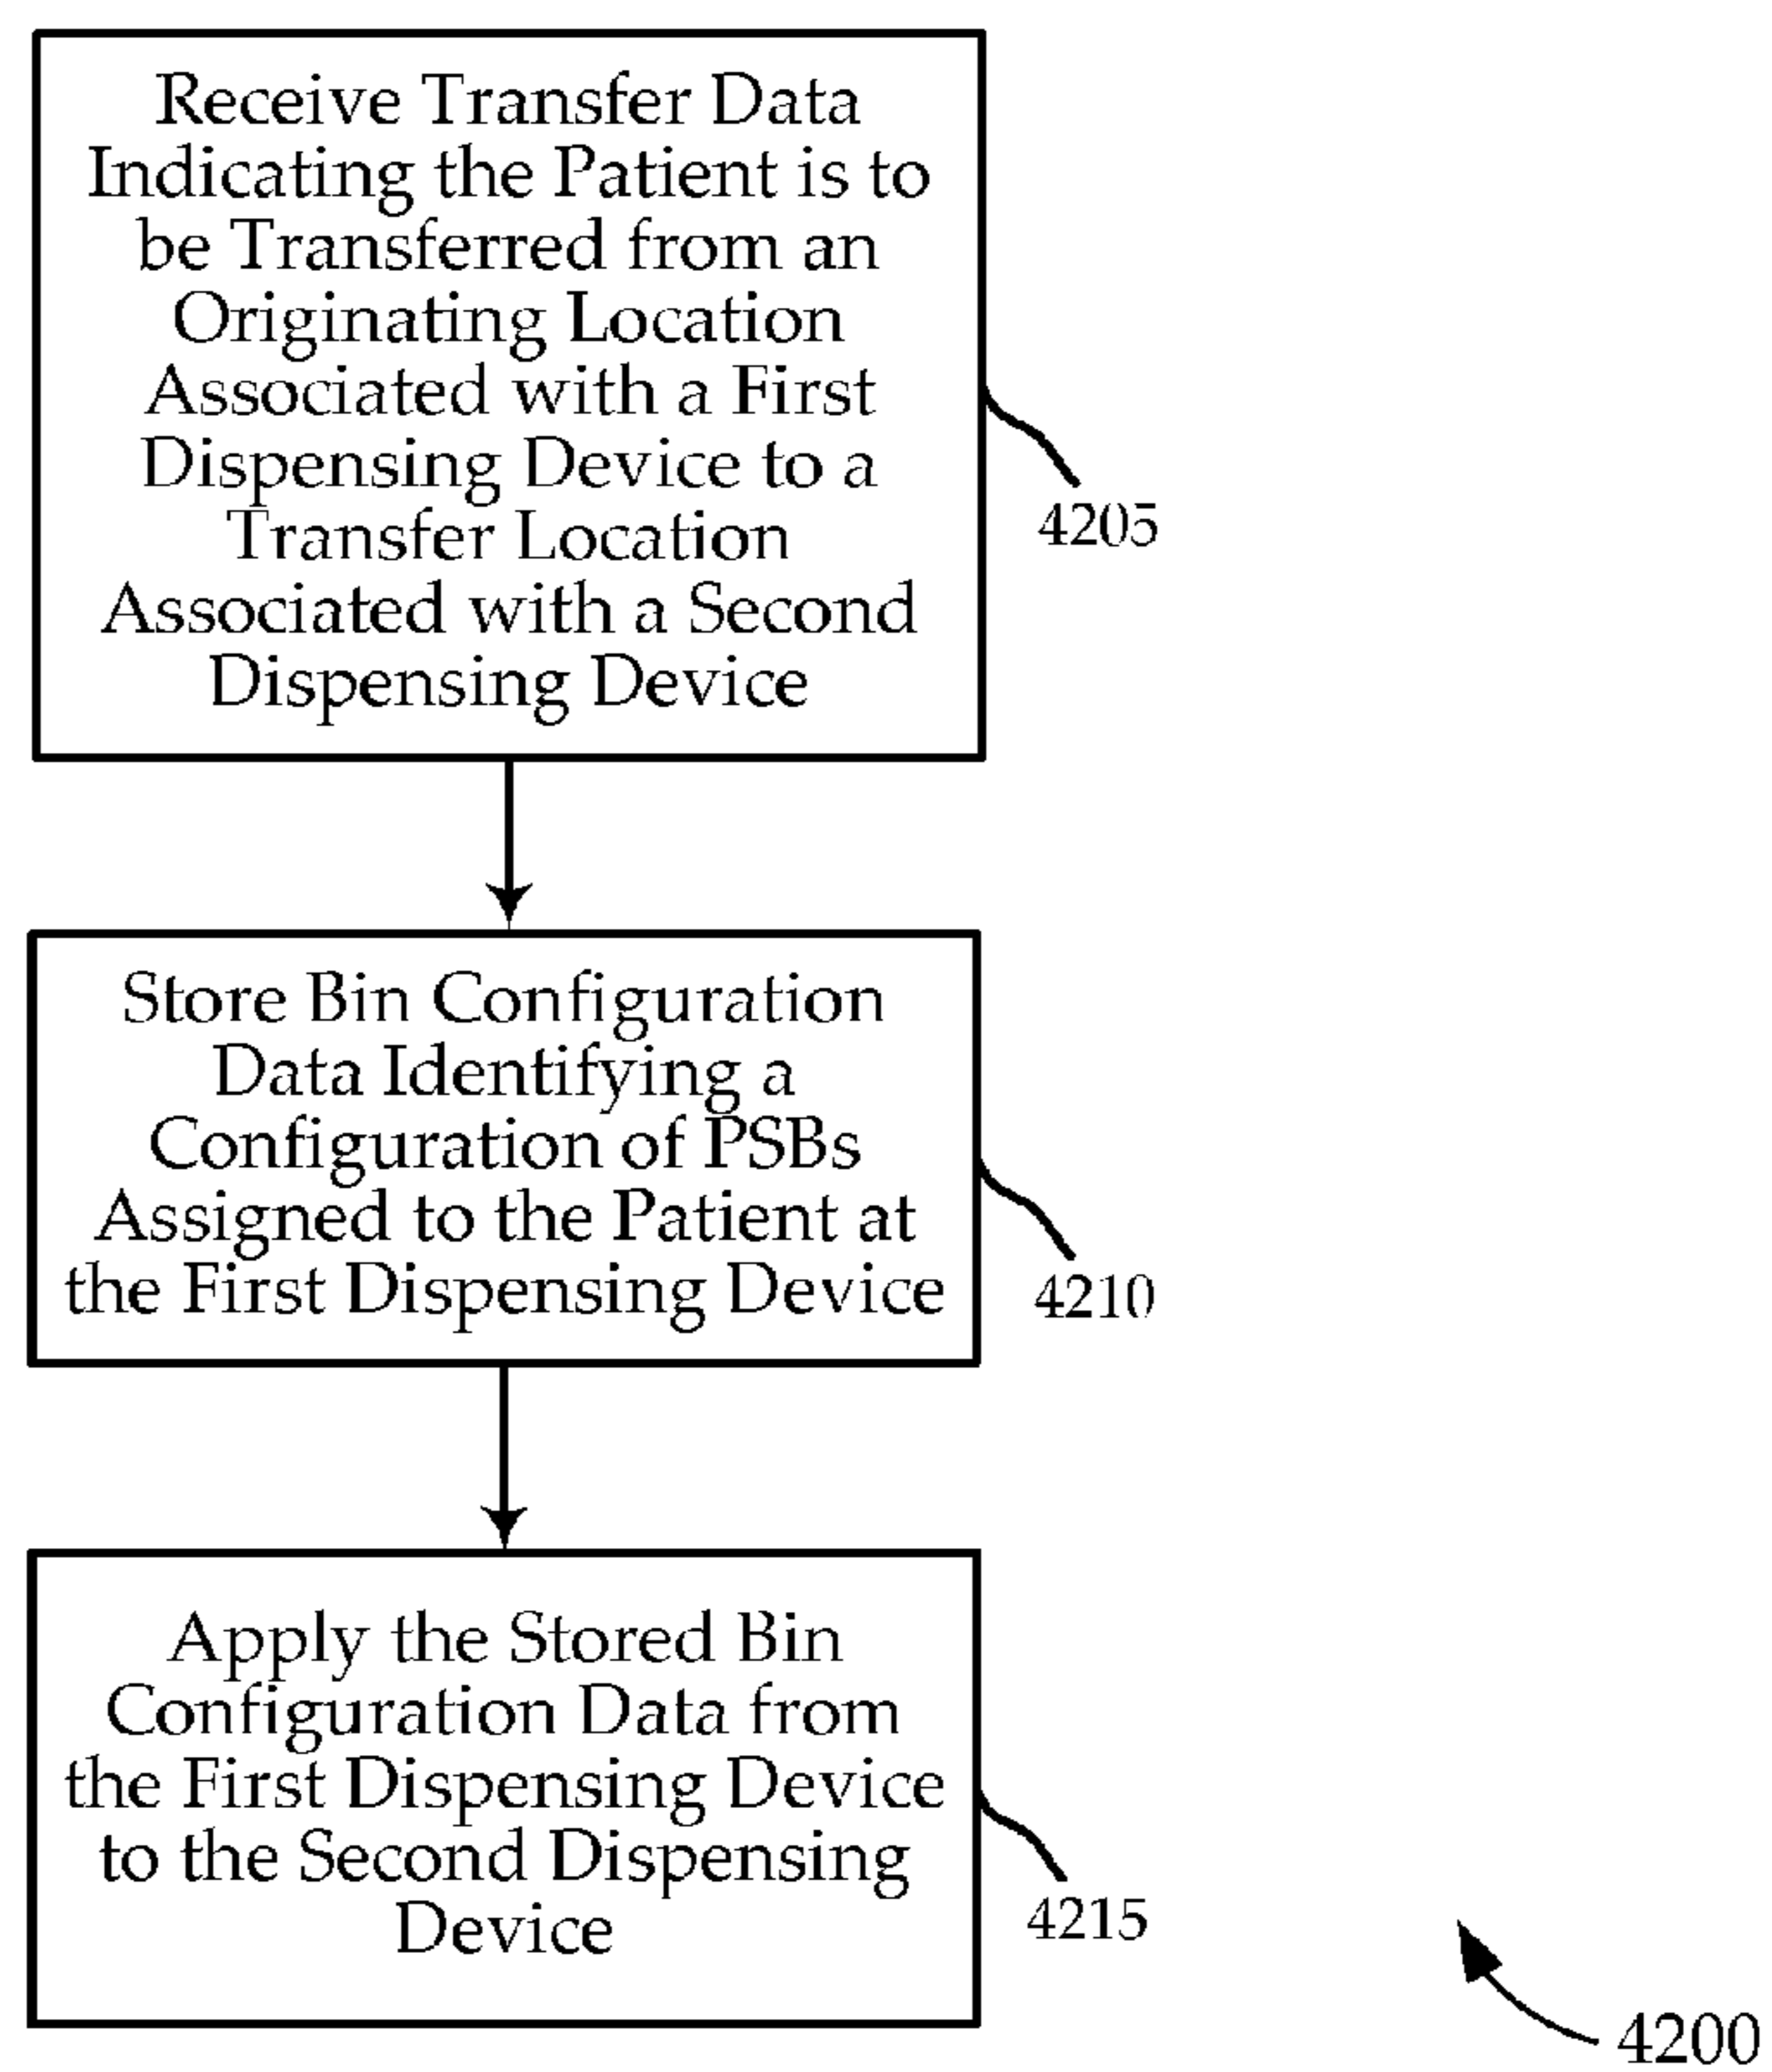 Receive Transfer Data
Indicating the Patient is to
be Transferred from an
Originating Location
Associated with a First
Dispensing Device to a
Transfer Location
Associated with a Second
Dispensing Device
4205
Store Bin Configuration
Data Identifying a
Configuration of PSBs
Assigned to the Patient at
the First Dispensing Device
4210
Apply the Stored Bin
Configuration Data from
the First Dispensing Device
to the Second Dispensing
Device
4215
4200